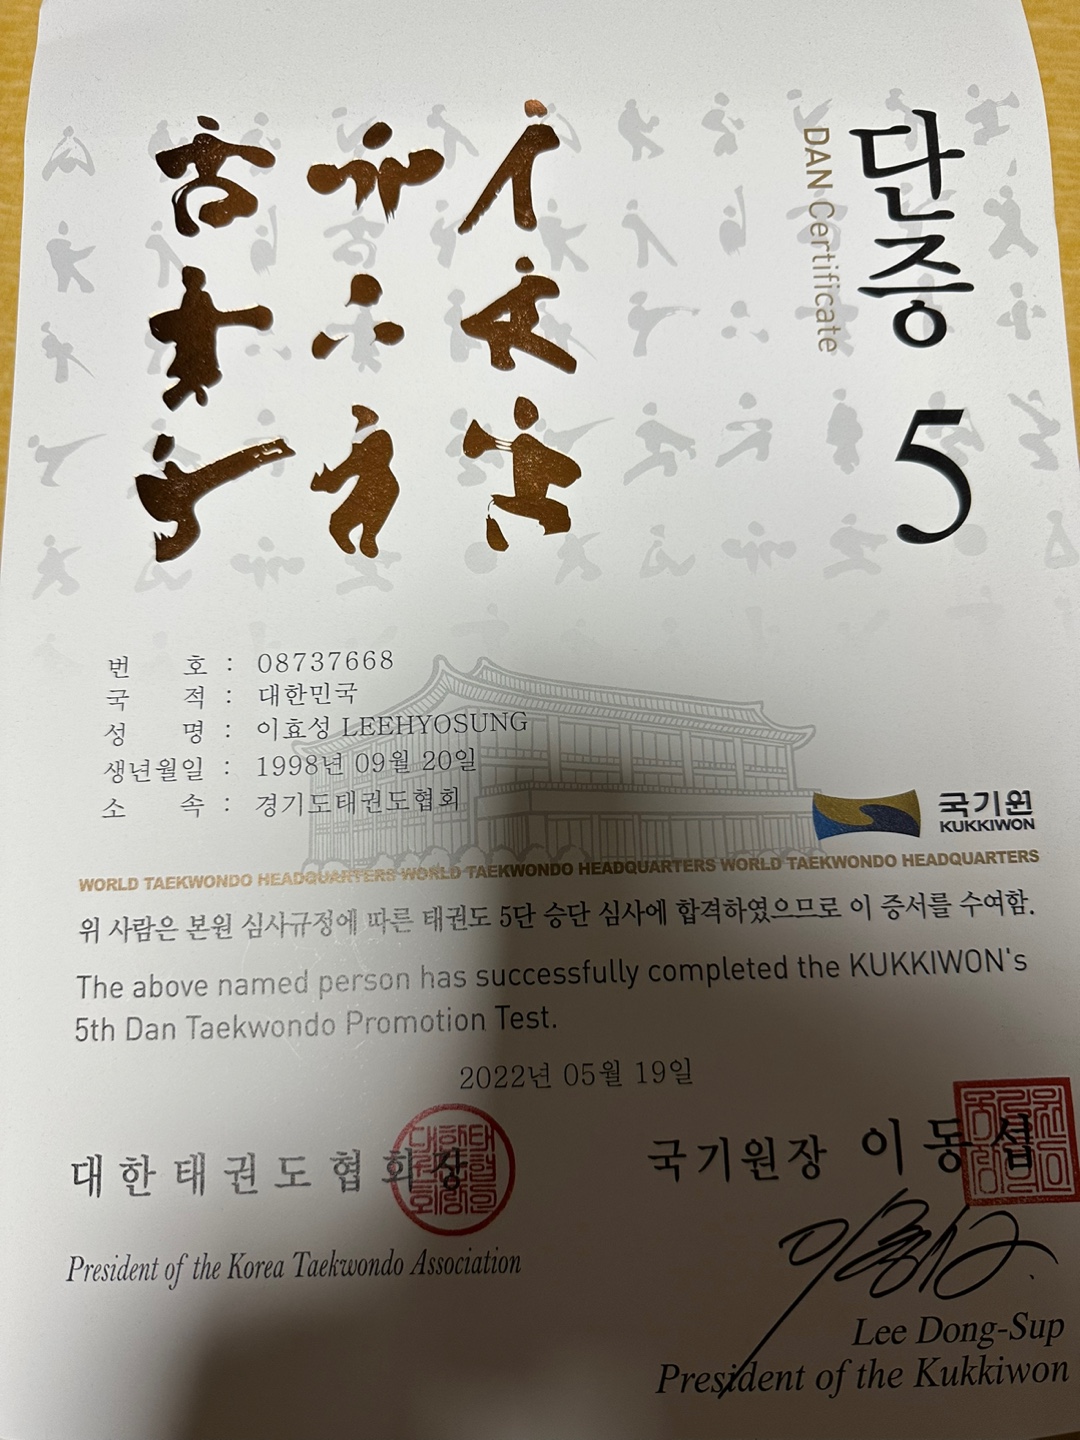 단증
DAN Certificate
5
번 호 : 08737668
국 적 : 대한민국
성 명 : 이효성 LEEHYOSUNG
생년월일 : 1998년 09월 20일
소 속 : 경기도태권도협회
국기원
KUKKIWON
WORLD TAEKWONDO HEADQUARTERS WORLD TAEKWONDO HEADQUARTERS WORLD TAEKWONDO HEADQUARTERS
위 사람은 본원 심사규정에 따른 태권도 5단 승단 심사에 합격하였으므로 이 증서를 수여함.
The above named person has successfully completed the KUKKIWON's
5th Dan Taekwondo Promotion Test.
2022년 05월 19일
대한태권도협회장
President of the Korea Taekwondo Association
국기원장 이동섭
Lee Dong-Sup
President of the Kukkiwon